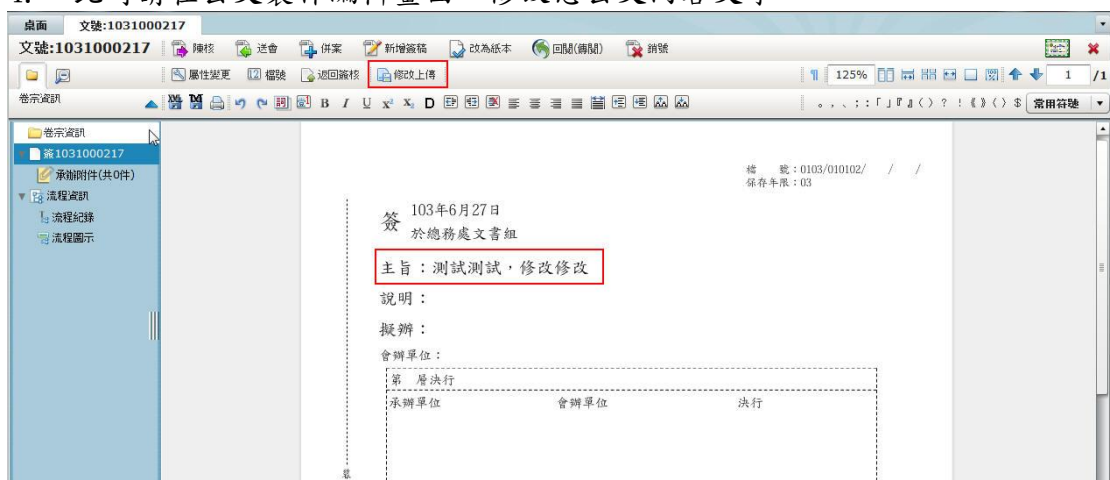 桌面 文號:1031000217
文號:1031000217 陳核 送會 併案 新增簽稿 改為紙本 回閱(傳閱) 銷號
屬性變更 檔號 返回簽核 修改上傳 125% 1 /1
卷宗資訊 B I U x² X₂ D 。，、；：「」『』（）？！《》〈〉$ 常用符號
卷宗資訊
簽1031000217
承辦附件(共0件)
流程資訊
流程紀錄
流程圖示
檔 號：0103/010102/ / /
保存年限：03
簽 103年6月27日
於總務處文書組
主旨：測試測試，修改修改
說明：
擬辦：
會辦單位：
第 層決行
承辦單位 會辦單位 決行
裝